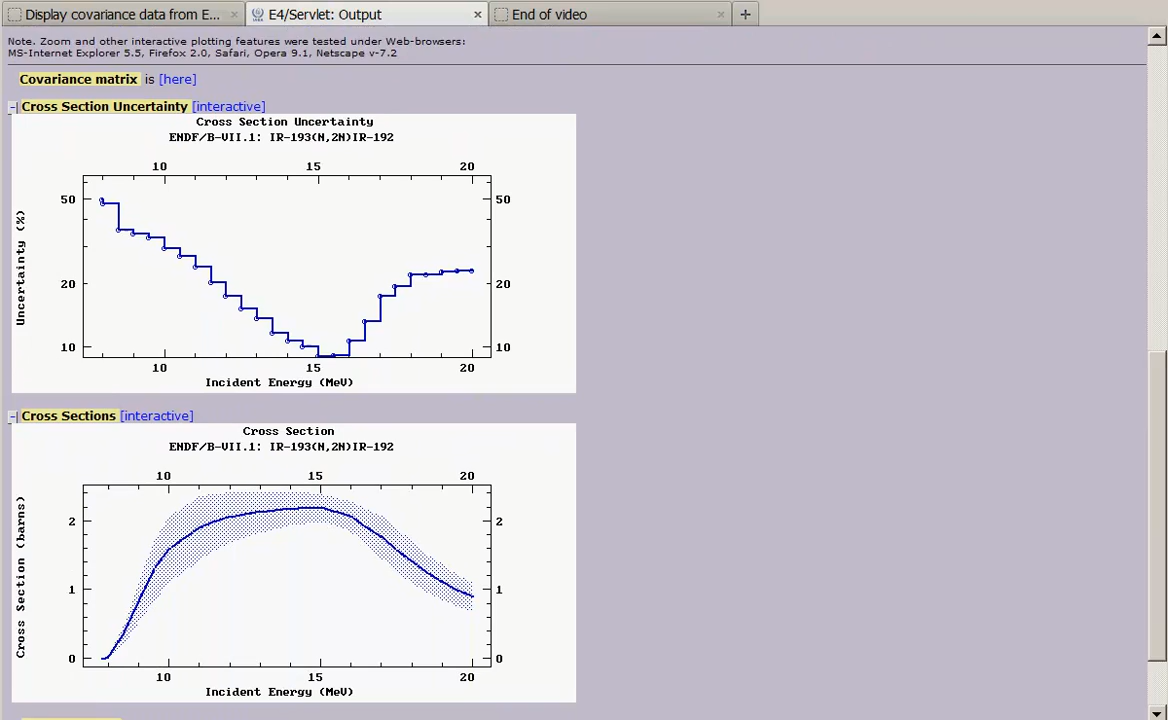 Display covariance data from E...
E4/Servlet: Output
End of video
Note. Zoom and other interactive plotting features were tested under Web-browsers:
MS-Internet Explorer 5.5, Firefox 2.0, Safari, Opera 9.1, Netscape v-7.2
Covariance matrix is [here]
Cross Section Uncertainty [interactive]
Cross Section Uncertainty
ENDF/B-VII.1: IR-193(N,2N)IR-192
10 15 20
50 50
20 20
10 10
Uncertainty (%)
10 15 20
Incident Energy (MeV)
Cross Sections [interactive]
Cross Section
ENDF/B-VII.1: IR-193(N,2N)IR-192
10 15 20
2 2
1 1
0 0
Cross Section (barns)
10 15 20
Incident Energy (MeV)